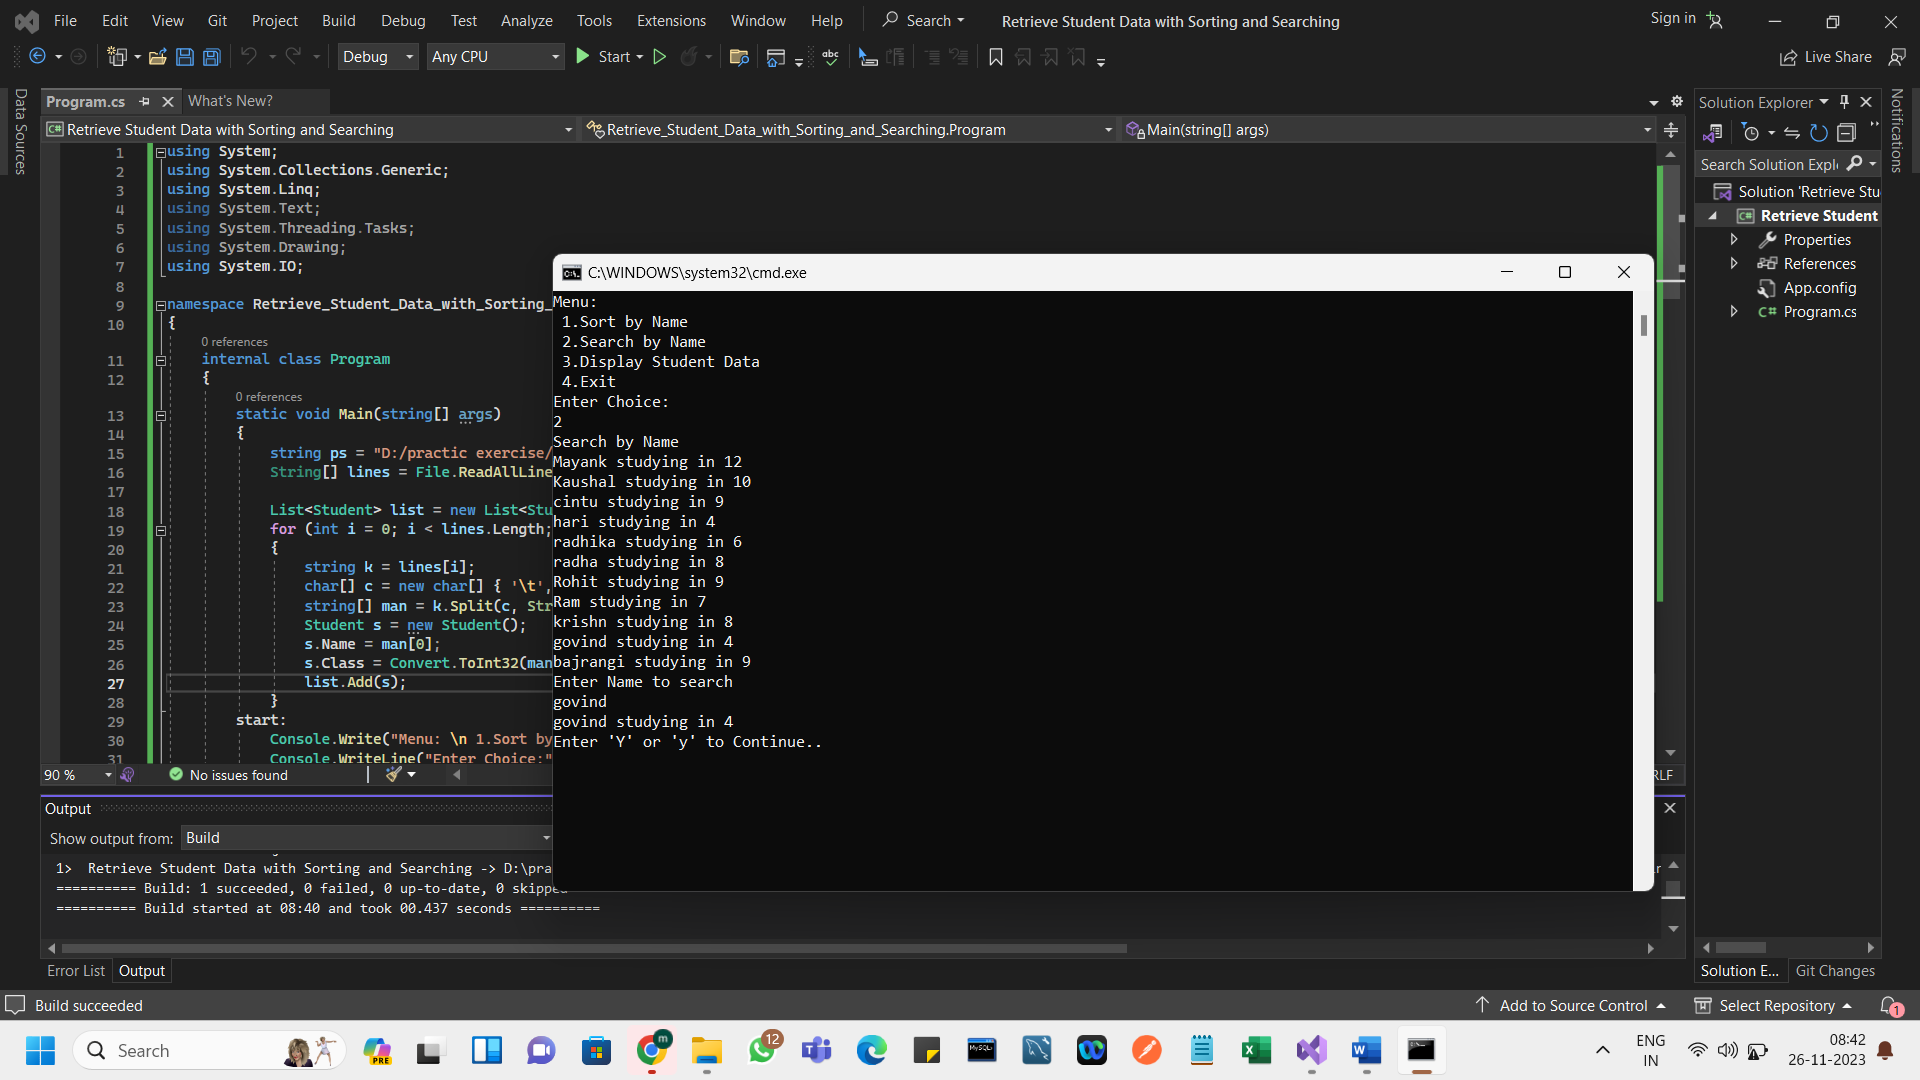 File Edit View Git Project Build Debug Test Analyze Tools Extensions Window Help Search Retrieve Student Data with Sorting and Searching Sign in
Debug Any CPU Start Live Share
Data Sources
Program.cs What's New?
Retrieve Student Data with Sorting and Searching Retrieve_Student_Data_with_Sorting_and_Searching.Program Main(string[] args)
1 using System;
2 using System.Collections.Generic;
3 using System.Linq;
4 using System.Text;
5 using System.Threading.Tasks;
6 using System.Drawing;
7 using System.IO;
8
9 namespace Retrieve_Student_Data_with_Sorting_
10 {
0 references
11 internal class Program
12 {
0 references
13 static void Main(string[] args)
14 {
15 string ps = "D:/practic exercise/
16 String[] lines = File.ReadAllLine
17
18 List<Student> list = new List<Stu
19 for (int i = 0; i < lines.Length;
20 {
21 string k = lines[i];
22 char[] c = new char[] { '\t',
23 string[] man = k.Split(c, Str
24 Student s = new Student();
25 s.Name = man[0];
26 s.Class = Convert.ToInt32(man
27 list.Add(s);
28 }
29 start:
30 Console.Write("Menu: \n 1.Sort by
31 Console.WriteLine("Enter Choice:"
90 % No issues found RLF
C:\WINDOWS\system32\cmd.exe
Menu:
1.Sort by Name
2.Search by Name
3.Display Student Data
4.Exit
Enter Choice:
2
Search by Name
Mayank studying in 12
Kaushal studying in 10
cintu studying in 9
hari studying in 4
radhika studying in 6
radha studying in 8
Rohit studying in 9
Ram studying in 7
krishn studying in 8
govind studying in 4
bajrangi studying in 9
Enter Name to search
govind
govind studying in 4
Enter 'Y' or 'y' to Continue..
Solution Explorer
Search Solution Expl
Solution 'Retrieve Stu
C# Retrieve Student
Properties
References
App.config
C# Program.cs
Notifications
Output
Show output from: Build
1> Retrieve Student Data with Sorting and Searching -> D:\pra
========== Build: 1 succeeded, 0 failed, 0 up-to-date, 0 skipped
========== Build started at 08:40 and took 00.437 seconds ==========
Error List Output Solution E... Git Changes
Build succeeded Add to Source Control Select Repository 1
Search PRE m 12 MySQL ENG IN 08:42 26-11-2023